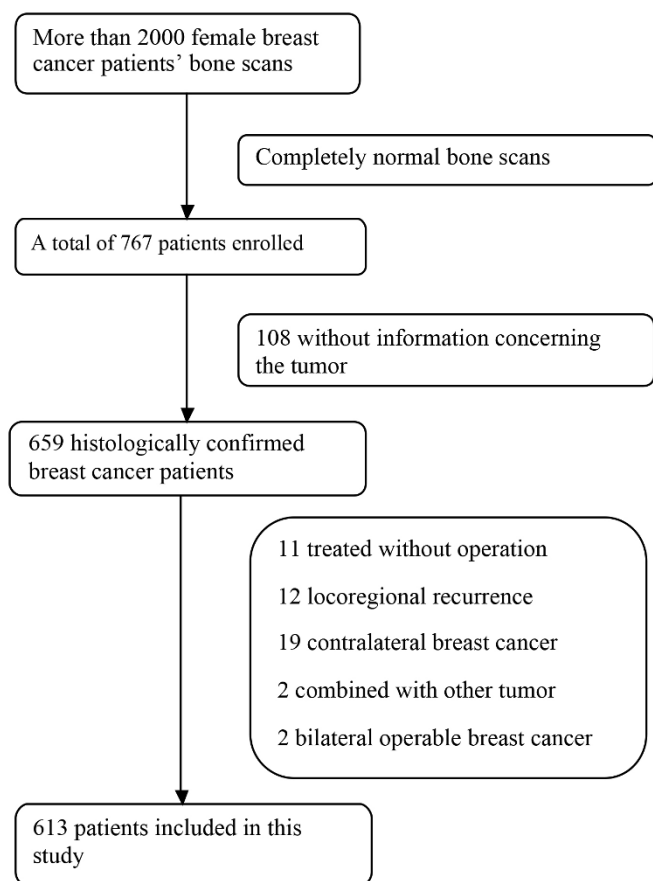 More than 2000 female breast
cancer patients’ bone scans
Completely normal bone scans
A total of 767 patients enrolled
108 without information concerning
the tumor
659 histologically confirmed
breast cancer patients
11 treated without operation
12 locoregional recurrence
19 contralateral breast cancer
2 combined with other tumor
2 bilateral operable breast cancer
613 patients included in this
study